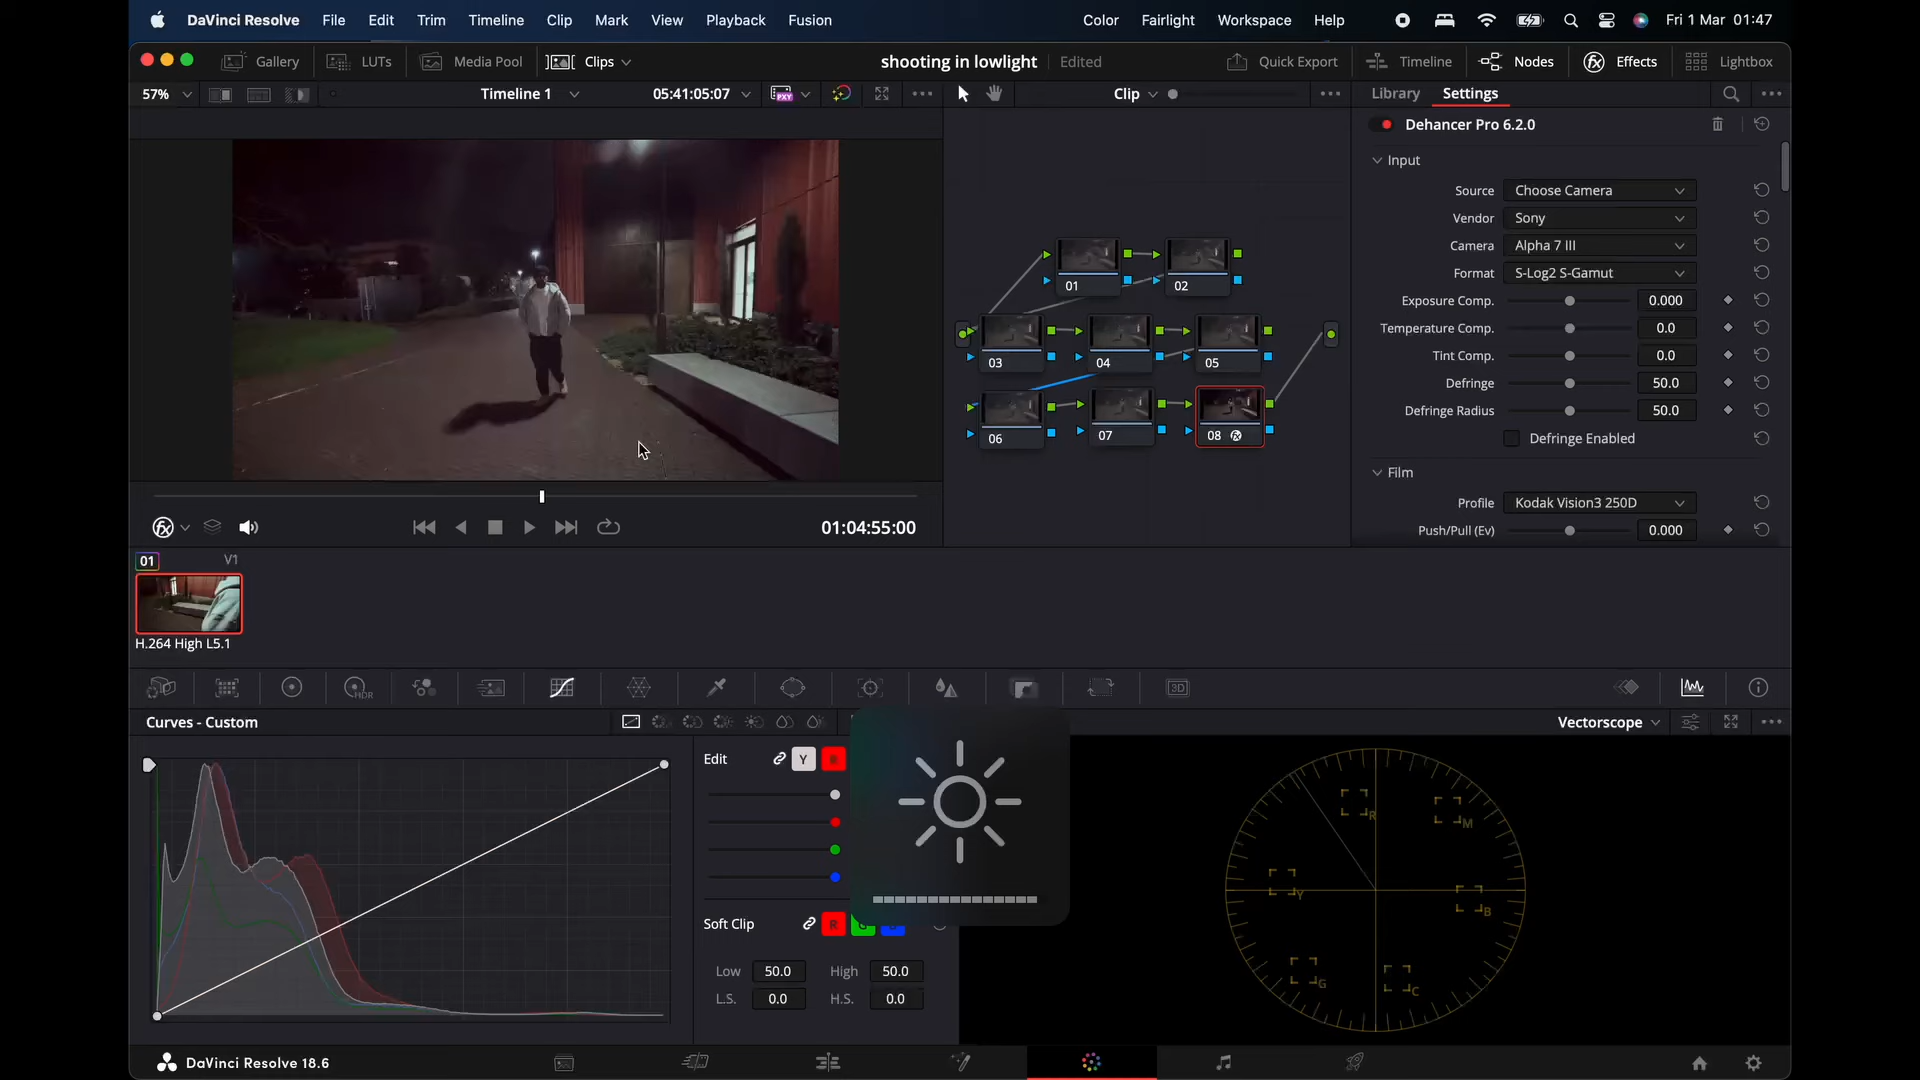 DaVinci Resolve File Edit Trim Timeline Clip Mark View Playback Fusion Color Fairlight Workspace Help Fri 1 Mar 01:47
Gallery LUTs Media Pool Clips shooting in lowlight Edited Quick Export Timeline Nodes Effects Lightbox
57% Timeline 1 05:41:05:07 PXY Clip Library Settings
Dehancer Pro 6.2.0
Input
Source Choose Camera
Vendor Sony
Camera Alpha 7 III
Format S-Log2 S-Gamut
Exposure Comp. 0.000
Temperature Comp. 0.0
Tint Comp. 0.0
Defringe 50.0
Defringe Radius 50.0
Defringe Enabled
Film
Profile Kodak Vision3 250D
Push/Pull (Ev) 0.000
01 02
03 04 05
06 07 08
01:04:55:00
01 V1
H.264 High L5.1
HDR 3D
Curves - Custom
Edit Y R
Soft Clip R G
Low 50.0 High 50.0
L.S. 0.0 H.S. 0.0
Vectorscope
R M
Y B
G C
DaVinci Resolve 18.6